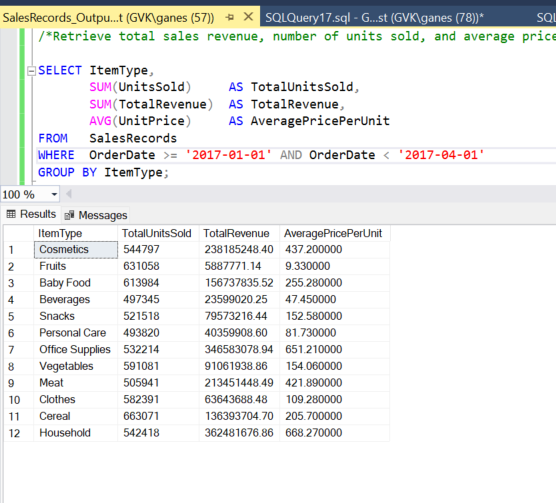 SalesRecords_Outpu...t (GVK\ganes (57)) SQLQuery17.sql - G...st (GVK\ganes (78))* SQL
/*Retrieve total sales revenue, number of units sold, and average price
SELECT ItemType,
SUM(UnitsSold) AS TotalUnitsSold,
SUM(TotalRevenue) AS TotalRevenue,
AVG(UnitPrice) AS AveragePricePerUnit
FROM SalesRecords
WHERE OrderDate >= '2017-01-01' AND OrderDate < '2017-04-01'
GROUP BY ItemType;
100 %
Results Messages
ItemType TotalUnitsSold TotalRevenue AveragePricePerUnit
1 Cosmetics 544797 238185248.40 437.200000
2 Fruits 631058 5887771.14 9.330000
3 Baby Food 613984 156737835.52 255.280000
4 Beverages 497345 23599020.25 47.450000
5 Snacks 521518 79573216.44 152.580000
6 Personal Care 493820 40359908.60 81.730000
7 Office Supplies 532214 346583078.94 651.210000
8 Vegetables 591081 91061938.86 154.060000
9 Meat 505941 213451448.49 421.890000
10 Clothes 582391 63643688.48 109.280000
11 Cereal 663071 136393704.70 205.700000
12 Household 542418 362481676.86 668.270000